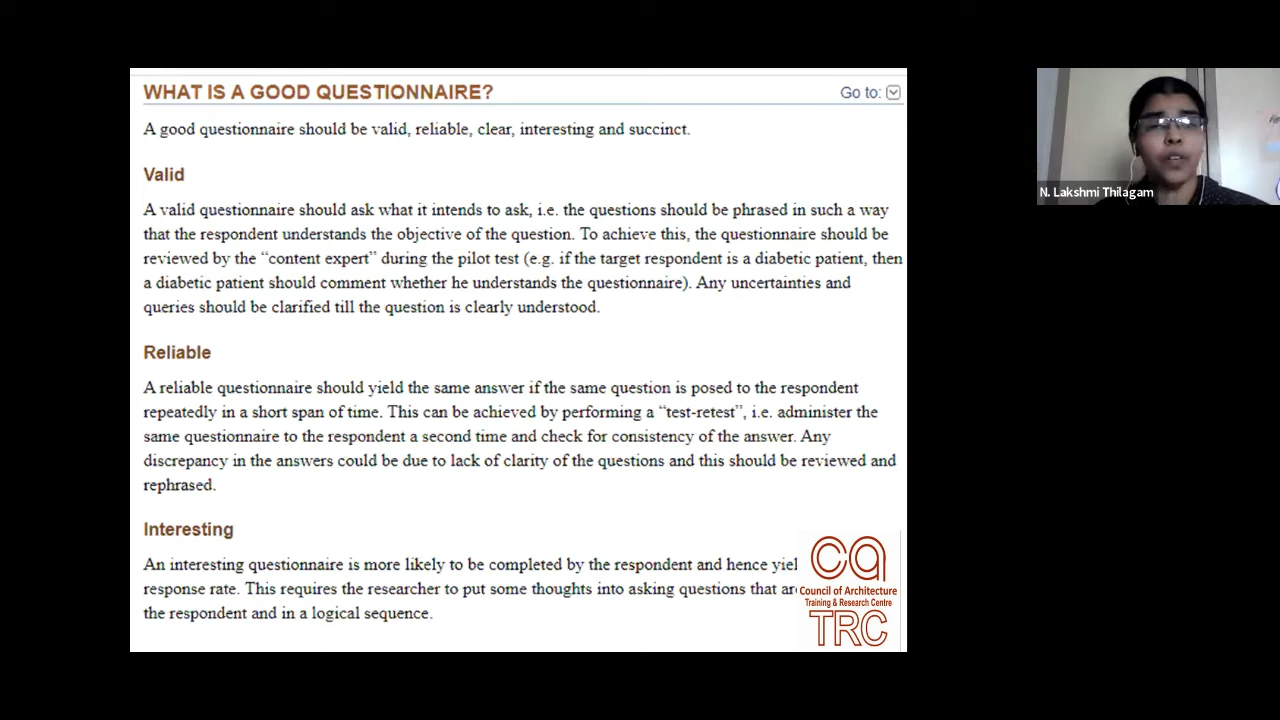 WHAT IS A GOOD QUESTIONNAIRE?
Go to:
A good questionnaire should be valid, reliable, clear, interesting and succinct.
Valid
A valid questionnaire should ask what it intends to ask, i.e. the questions should be phrased in such a way
that the respondent understands the objective of the question. To achieve this, the questionnaire should be
reviewed by the “content expert” during the pilot test (e.g. if the target respondent is a diabetic patient, then
a diabetic patient should comment whether he understands the questionnaire). Any uncertainties and
queries should be clarified till the question is clearly understood.
Reliable
A reliable questionnaire should yield the same answer if the same question is posed to the respondent
repeatedly in a short span of time. This can be achieved by performing a “test-retest”, i.e. administer the
same questionnaire to the respondent a second time and check for consistency of the answer. Any
discrepancy in the answers could be due to lack of clarity of the questions and this should be reviewed and
rephrased.
Interesting
An interesting questionnaire is more likely to be completed by the respondent and hence yiel
response rate. This requires the researcher to put some thoughts into asking questions that are
the respondent and in a logical sequence.
ca
Council of Architecture
Training & Research Centre
TRC
N. Lakshmi Thilagam